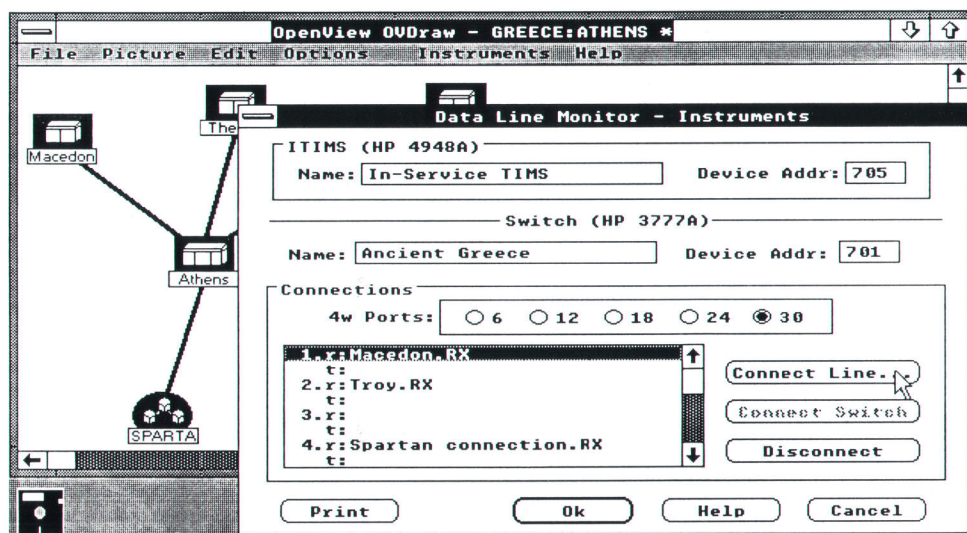 OpenView OVDraw - GREECE:ATHENS *
File Picture Edit Options Instruments Help
Macedon
The
Athens
SPARTA
Data Line Monitor - Instruments
ITIMS (HP 4948A)
Name: In-Service TIMS Device Addr: 705
Switch (HP 3777A)
Name: Ancient Greece Device Addr: 701
Connections
4w Ports: 6 12 18 24 30
1.r:Macedon.RX
t:
2.r:Troy.RX
t:
3.r:
t:
4.r:Spartan connection.RX
t:
Connect Line...
Connect Switch
Disconnect
Print Ok Help Cancel